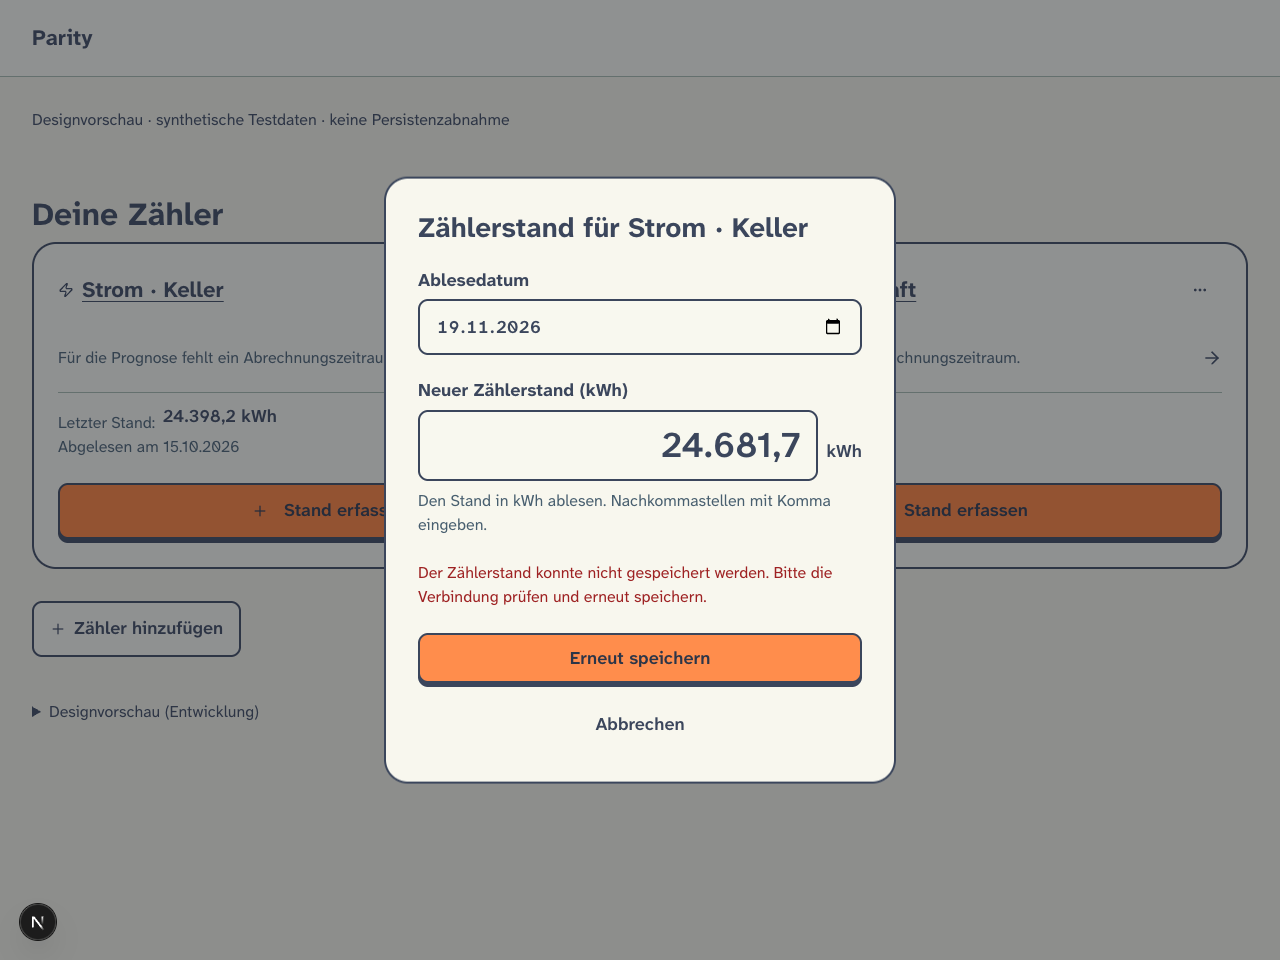 Parity
Designvorschau · synthetische Testdaten · keine Persistenzabnahme
Deine Zähler
Strom · Keller
Für die Prognose fehlt ein Abrechnungszeitrau
Letzter Stand: 24.398,2 kWh
Abgelesen am 15.10.2026
+ Stand erfass
Zählerstand für Strom · Keller
Ablesedatum
19.11.2026
Neuer Zählerstand (kWh)
24.681,7 kWh
Den Stand in kWh ablesen. Nachkommastellen mit Komma
eingeben.
Der Zählerstand konnte nicht gespeichert werden. Bitte die
Verbindung prüfen und erneut speichern.
Erneut speichern
Abbrechen
ft
...
chnungszeitraum.
Stand erfassen
+ Zähler hinzufügen
Designvorschau (Entwicklung)
N